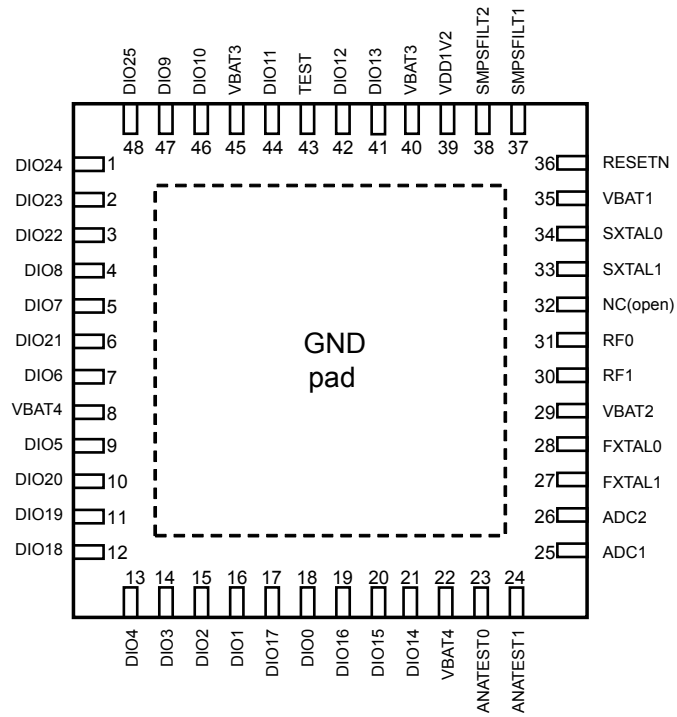 DIO25
DIO9
DIO10
VBAT3
DIO11
TEST
DIO12
DIO13
VBAT3
VDD1V2
SMPSFILT2
SMPSFILT1
48 47 46 45 44 43 42 41 40 39 38 37
DIO24 1
DIO23 2
DIO22 3
DIO8 4
DIO7 5
DIO21 6
DIO6 7
VBAT4 8
DIO5 9
DIO20 10
DIO19 11
DIO18 12
GND
pad
36 RESETN
35 VBAT1
34 SXTAL0
33 SXTAL1
32 NC(open)
31 RF0
30 RF1
29 VBAT2
28 FXTAL0
27 FXTAL1
26 ADC2
25 ADC1
13 14 15 16 17 18 19 20 21 22 23 24
DIO4
DIO3
DIO2
DIO1
DIO17
DIO0
DIO16
DIO15
DIO14
VBAT4
ANATEST0
ANATEST1